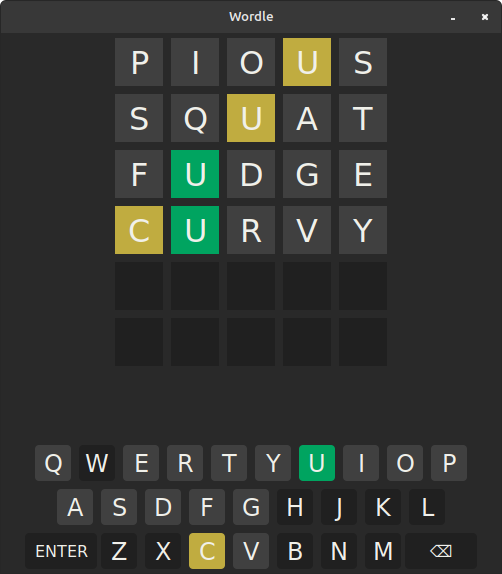 Wordle
P I O U S
S Q U A T
F U D G E
C U R V Y
Q W E R T Y U I O P
A S D F G H J K L
ENTER Z X C V B N M ⌫